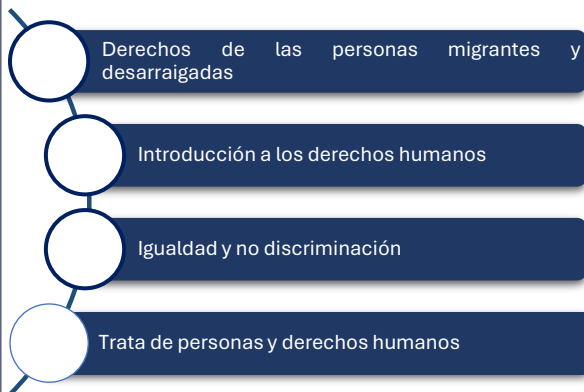 Derechos de las personas migrantes y
desarraigadas
Introducción a los derechos humanos
Igualdad y no discriminación
Trata de personas y derechos humanos